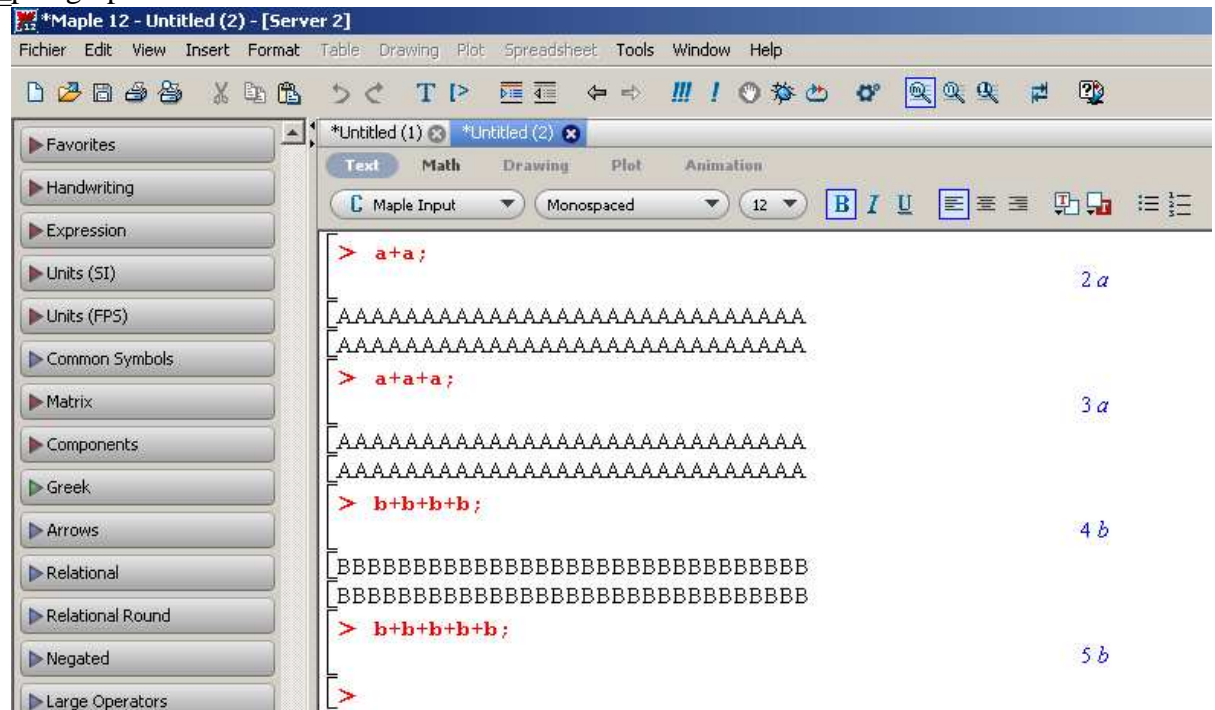 *Maple 12 - Untitled (2) - [Server 2]
Fichier Edit View Insert Format Table Drawing Plot Spreadsheet Tools Window Help
*Untitled (1) *Untitled (2)
Text Math Drawing Plot Animation
C Maple Input Monospaced 12 B I U
Favorites
Handwriting
Expression
Units (SI)
Units (FPS)
Common Symbols
Matrix
Components
Greek
Arrows
Relational
Relational Round
Negated
Large Operators
> a+a;
2 a
AAAAAAAAAAAAAAAAAAAAAAAAAAAA
AAAAAAAAAAAAAAAAAAAAAAAAAAAA
> a+a+a;
3 a
AAAAAAAAAAAAAAAAAAAAAAAAAAAA
AAAAAAAAAAAAAAAAAAAAAAAAAAAA
> b+b+b+b;
4 b
BBBBBBBBBBBBBBBBBBBBBBBBBBBBBBB
BBBBBBBBBBBBBBBBBBBBBBBBBBBBBBB
> b+b+b+b+b;
5 b
>